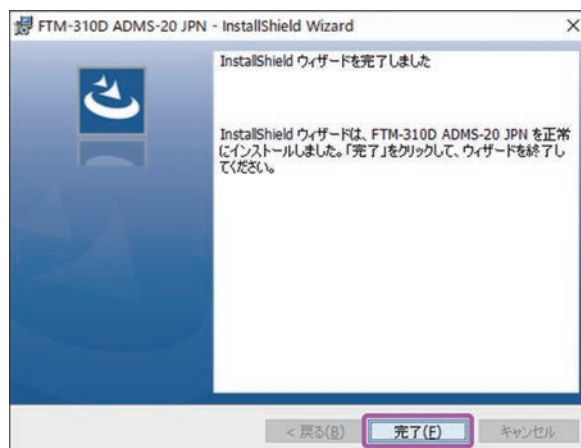 FTM-310D ADMS-20 JPN - InstallShield Wizard
InstallShield ウィザードを完了しました
InstallShield ウィザードは、FTM-310D ADMS-20 JPN を正常
にインストールしました。「完了」をクリックして、ウィザードを終了し
てください。
< 戻る(B)
完了(F)
キャンセル